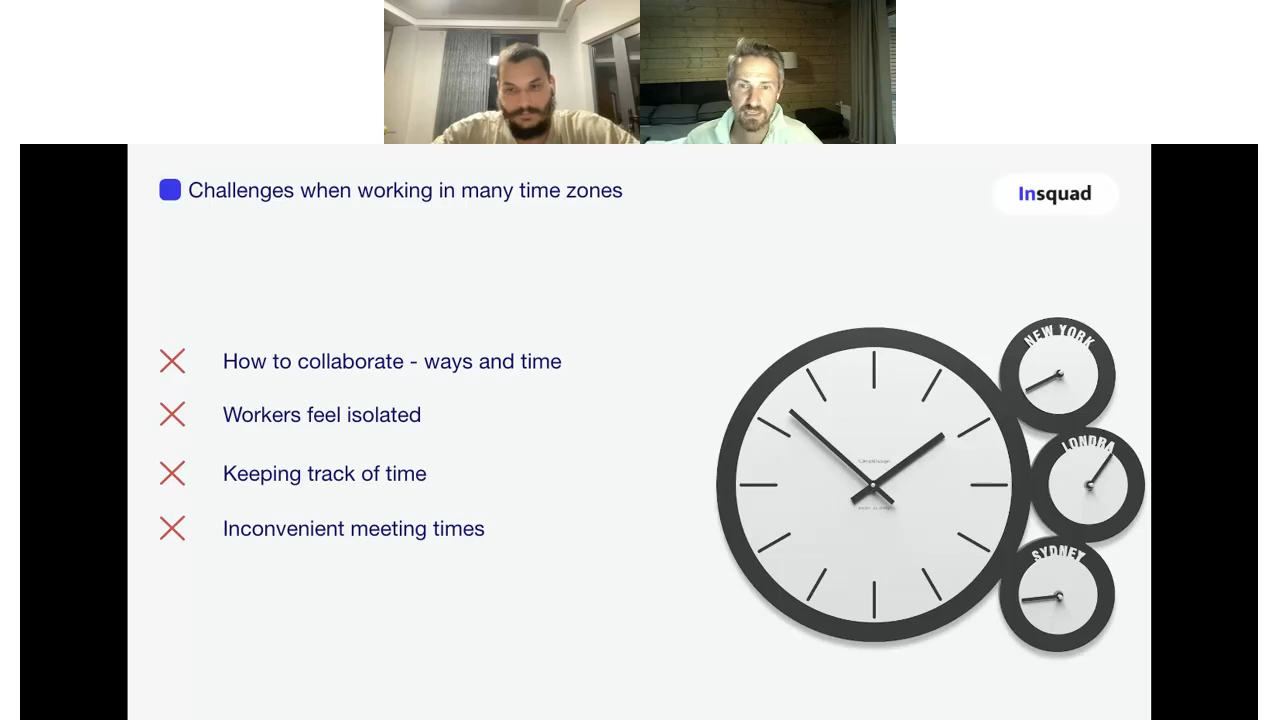 Challenges when working in many time zones
Insquad
How to collaborate - ways and time
Workers feel isolated
Keeping track of time
Inconvenient meeting times
NEW YORK
LONDRA
SYDNEY